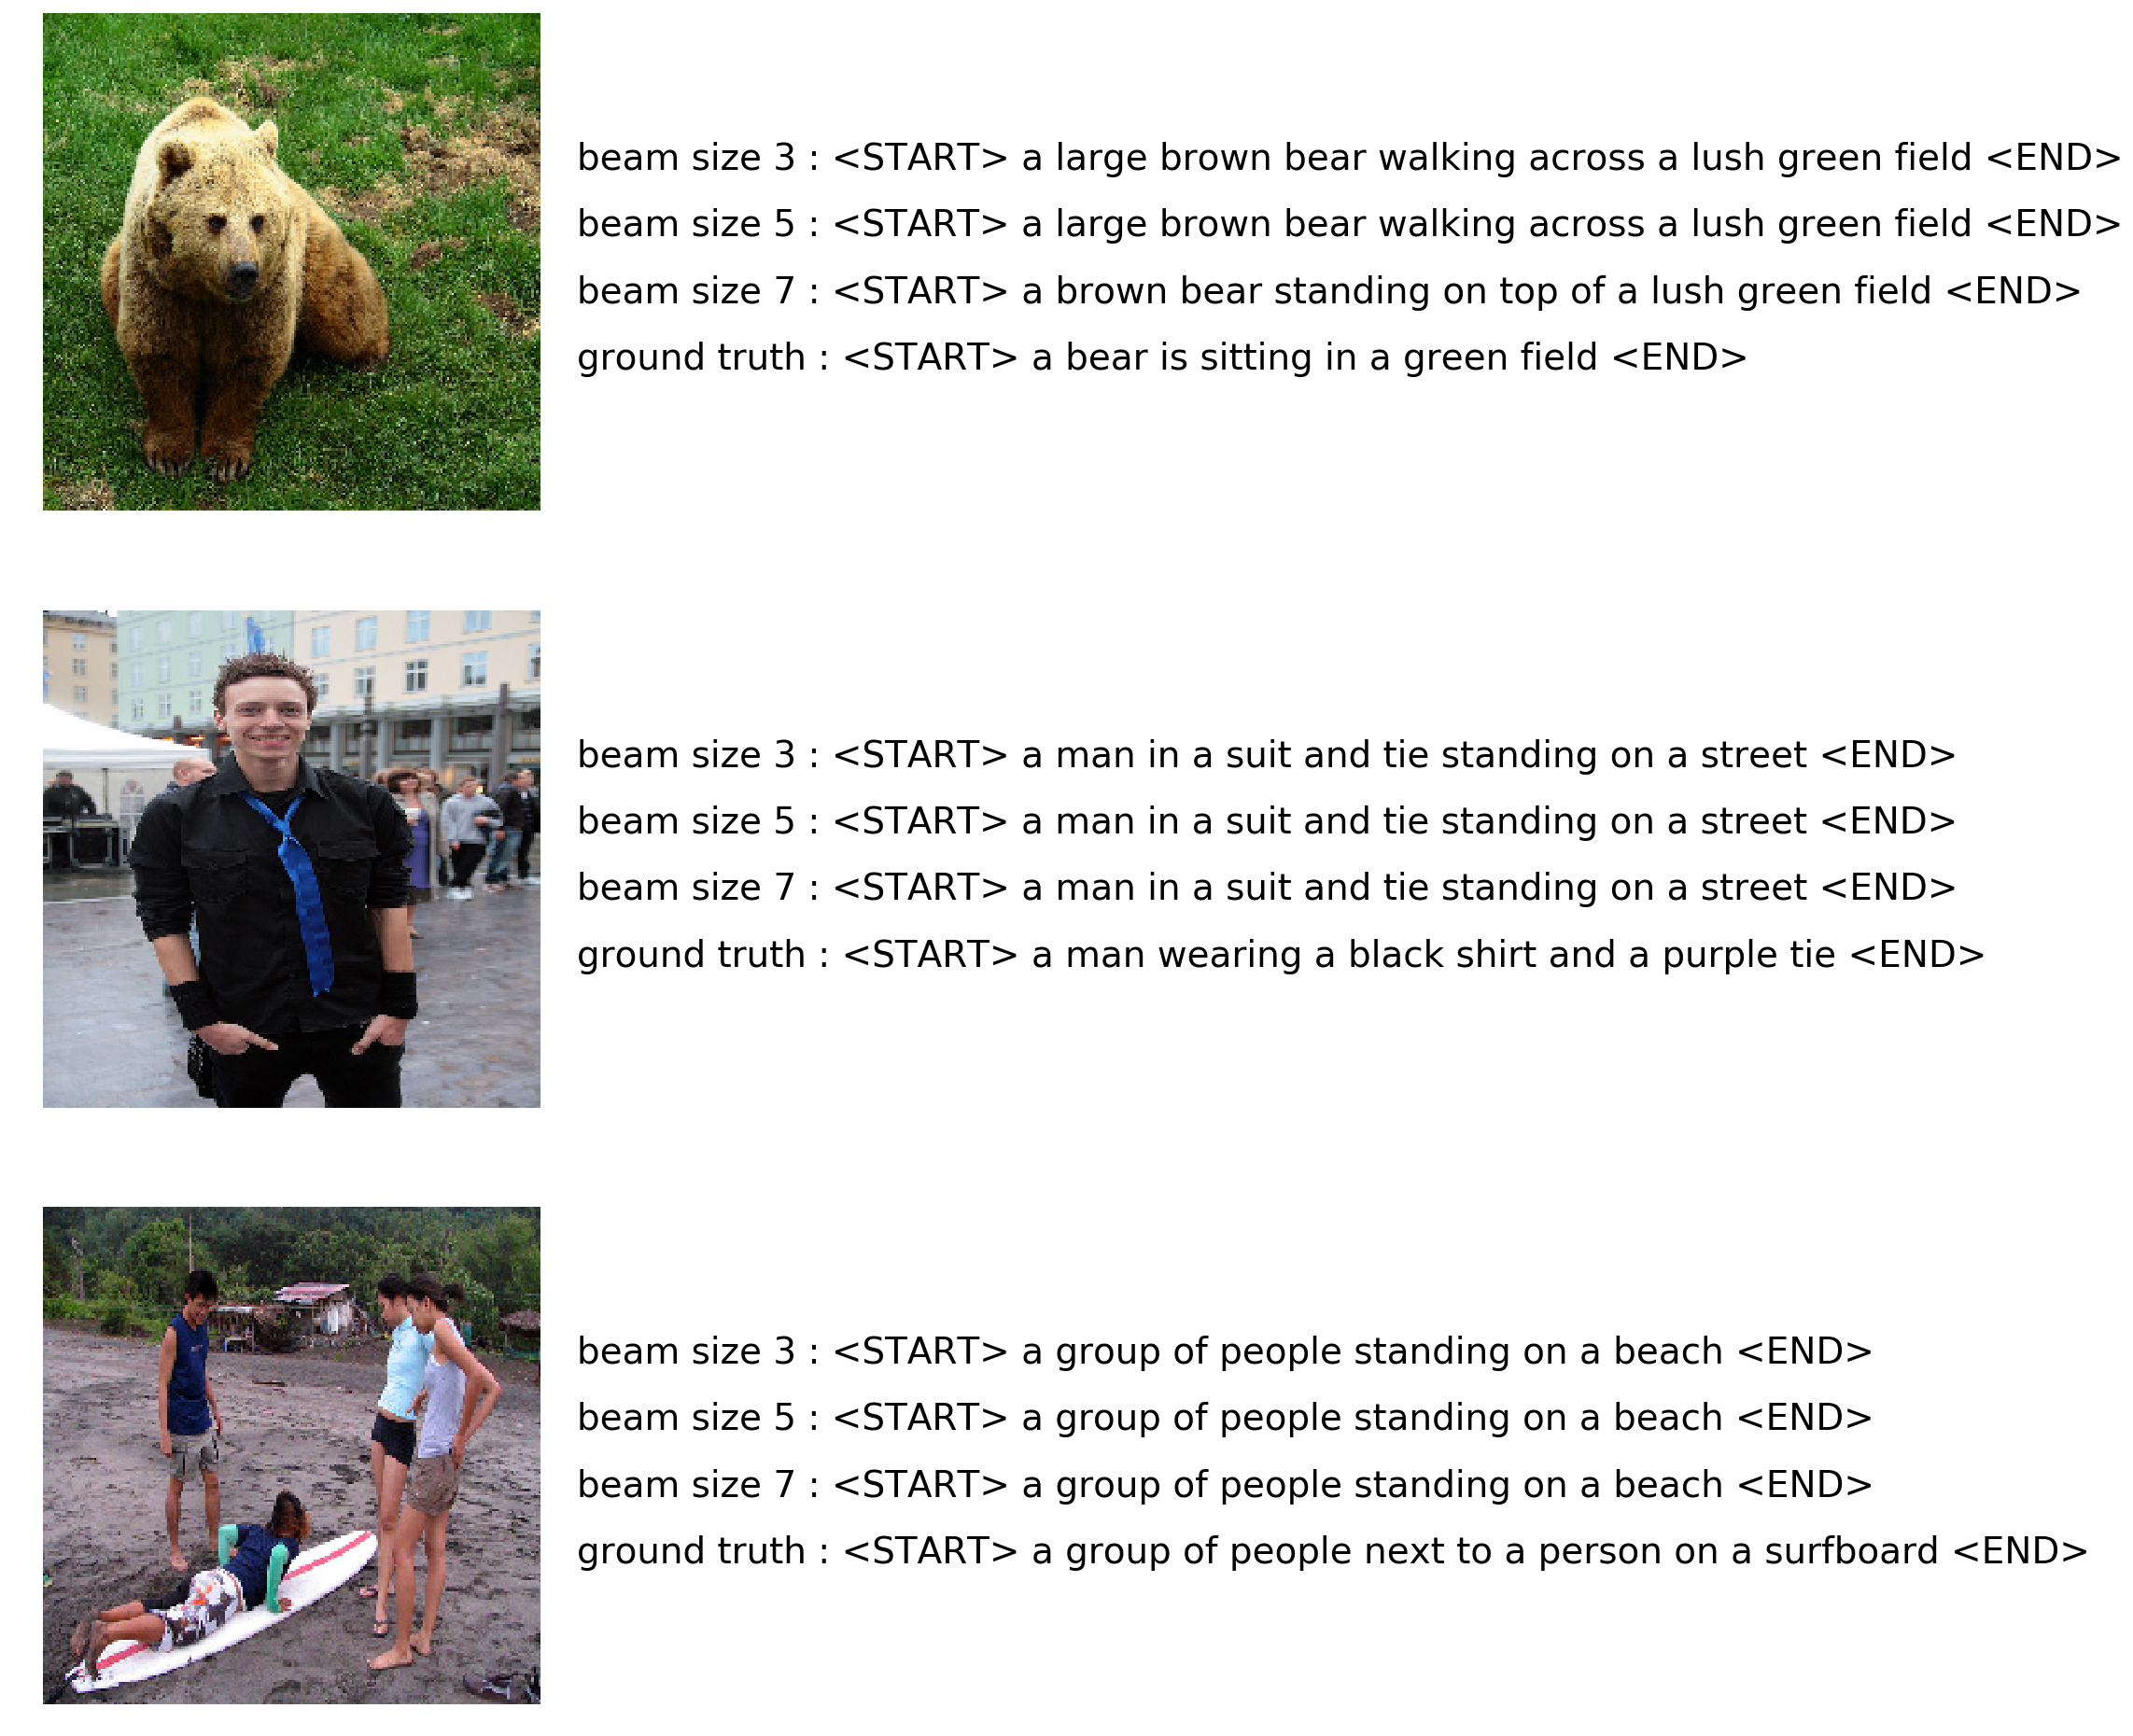 beam size 3 : <START> a large brown bear walking across a lush green field <END>
beam size 5 : <START> a large brown bear walking across a lush green field <END>
beam size 7 : <START> a brown bear standing on top of a lush green field <END>
ground truth : <START> a bear is sitting in a green field <END>
beam size 3 : <START> a man in a suit and tie standing on a street <END>
beam size 5 : <START> a man in a suit and tie standing on a street <END>
beam size 7 : <START> a man in a suit and tie standing on a street <END>
ground truth : <START> a man wearing a black shirt and a purple tie <END>
beam size 3 : <START> a group of people standing on a beach <END>
beam size 5 : <START> a group of people standing on a beach <END>
beam size 7 : <START> a group of people standing on a beach <END>
ground truth : <START> a group of people next to a person on a surfboard <END>